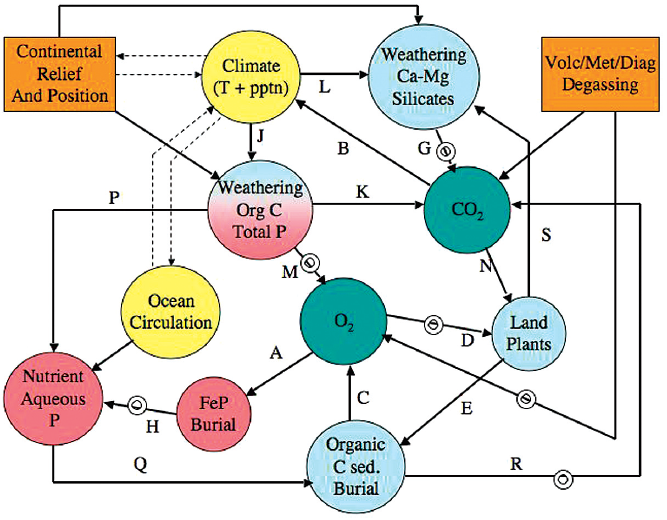 Continental
Relief
And Position
Climate
(T + pptn)
Weathering
Ca-Mg
Silicates
Volc/Met/Diag
Degassing
L
J
B
G
P
Weathering
Org C
Total P
K
CO₂
S
M
N
Ocean
Circulation
O₂
D
Land
Plants
A
Nutrient
Aqueous
P
H
FeP
Burial
C
E
Organic
C sed.
Burial
Q
R